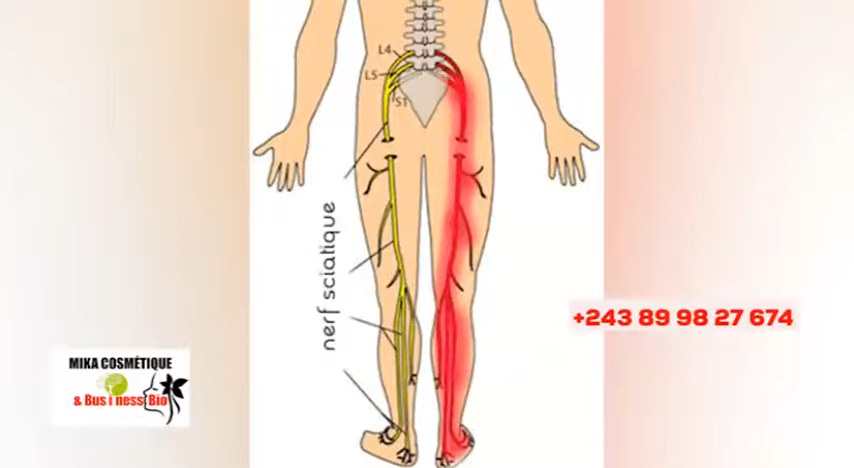 L4
L5
S1
nerf sciatique
+243 89 98 27 674
MIKA COSMÉTIQUE
& Bus i ness Bio